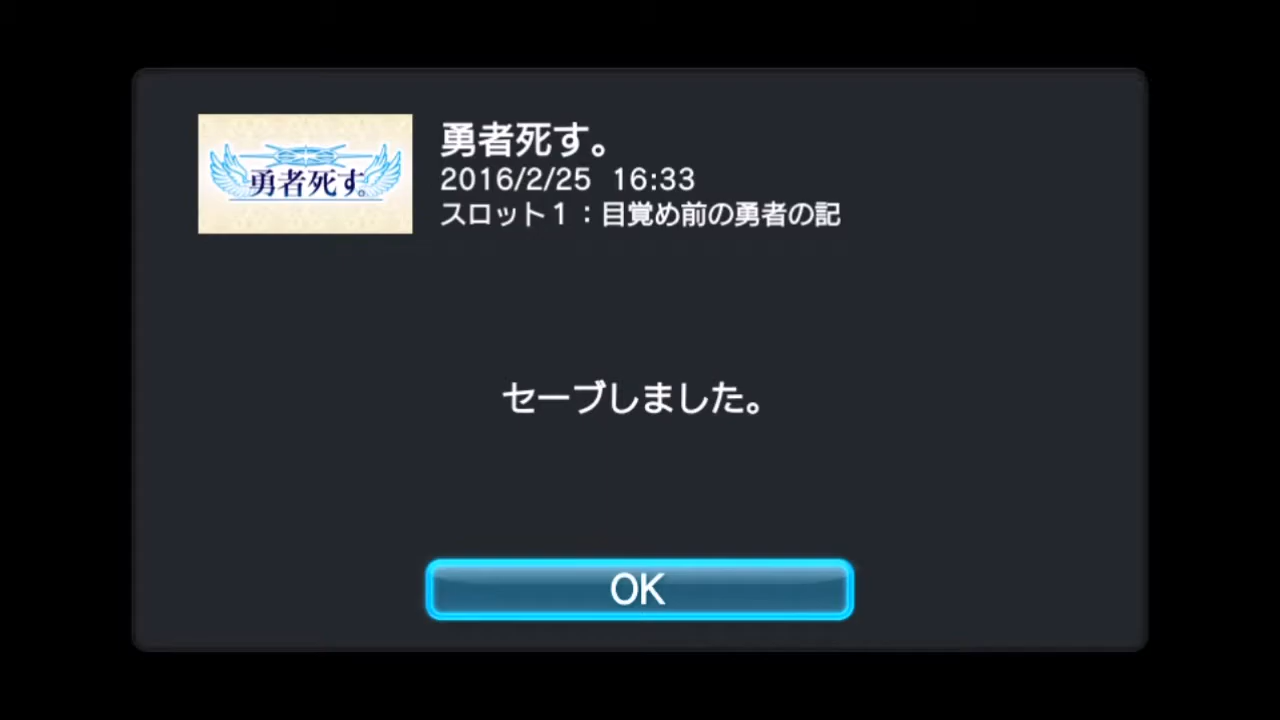 勇者死す。
勇者死す。
2016/2/25 16:33
スロット１：目覚め前の勇者の記
セーブしました。
OK